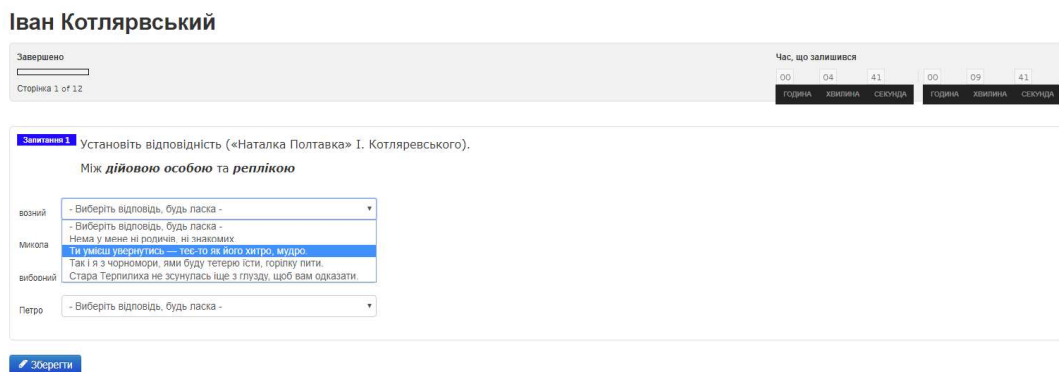 Іван Котлярвський
Завершено
Сторінка 1 of 12
Час, що залишився
00 04 41 00 09 41
ГОДИНА ХВИЛИНА СЕКУНДА ГОДИНА ХВИЛИНА СЕКУНДА
Запитання 1 Установіть відповідність («Наталка Полтавка» І. Котляревського).
Між дійовою особою та реплікою
возний - Виберіть відповідь, будь ласка -
- Виберіть відповідь, будь ласка -
Нема у мене ні родичів, ні знакомих.
Микола Ти умієш увернутись — теє-то як його хитро, мудро.
Так і я з чорномори, ями буду тетерю їсти, горілку пити.
виборний Стара Терпилиха не зсунулась іще з глузду, щоб вам одказати.
Петро - Виберіть відповідь, будь ласка -
Зберегти